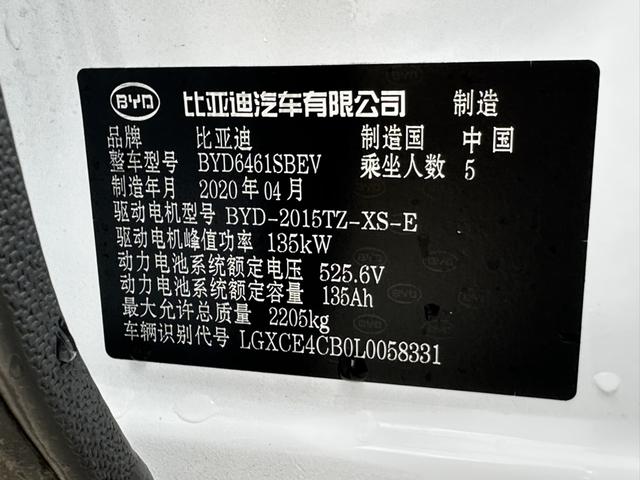 BYD 比亚迪汽车有限公司 制造
品牌 比亚迪 制造国 中国
整车型号 BYD6461SBEV 乘坐人数 5
制造年月 2020年04月
驱动电机型号 BYD-2015TZ-XS-E
驱动电机峰值功率 135kW
动力电池系统额定电压 525.6V
动力电池系统额定容量 135Ah
最大允许总质量 2205kg
车辆识别代号 LGXCE4CB0L0058331